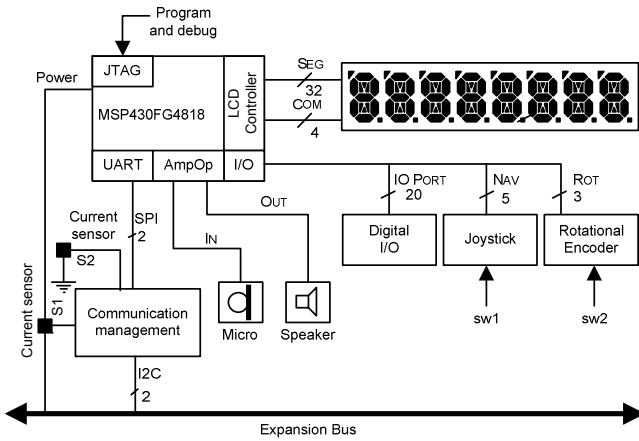 Program
and debug
Power
JTAG
MSP430FG4818
LCD
Controller
SEG
32
COM
4
UART
AmpOp
I/O
IO PORT
20
NAV
5
ROT
3
OUT
SPI
2
Current
sensor
IN
Digital
I/O
Joystick
Rotational
Encoder
S2
Current sensor
S1
Communication
management
Micro
Speaker
sw1
sw2
I2C
2
Expansion Bus